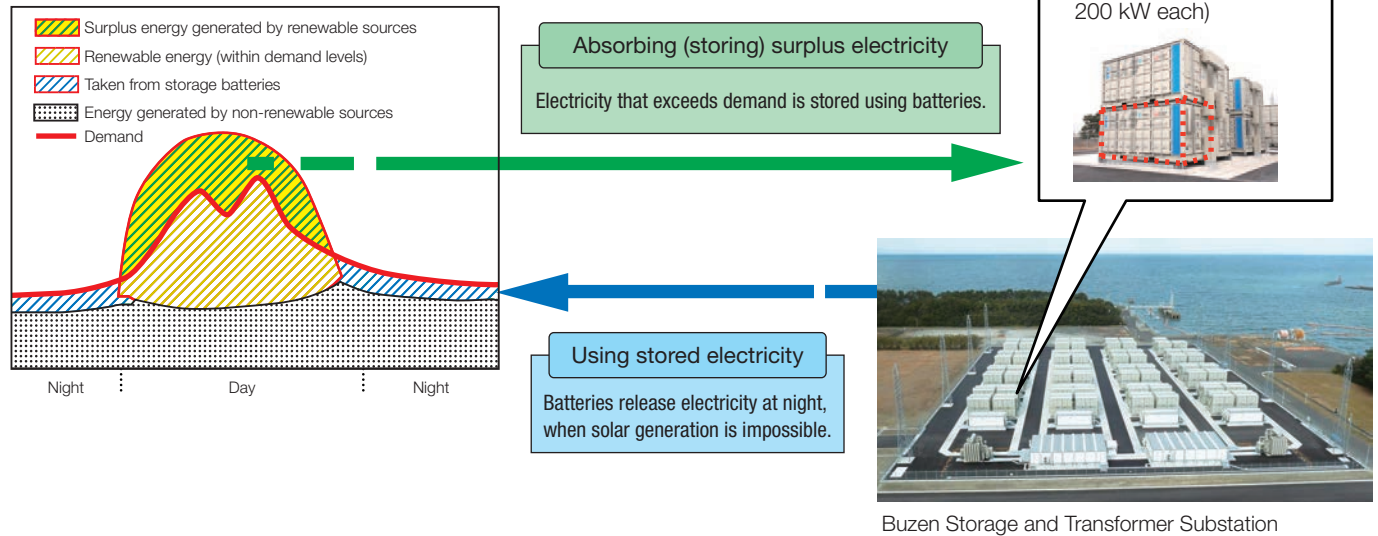 Surplus energy generated by renewable sources
Renewable energy (within demand levels)
Taken from storage batteries
Energy generated by non-renewable sources
Demand
Night
Day
Night
Absorbing (storing) surplus electricity
Electricity that exceeds demand is stored using batteries.
Using stored electricity
Batteries release electricity at night,
when solar generation is impossible.
200 kW each)
Buzen Storage and Transformer Substation